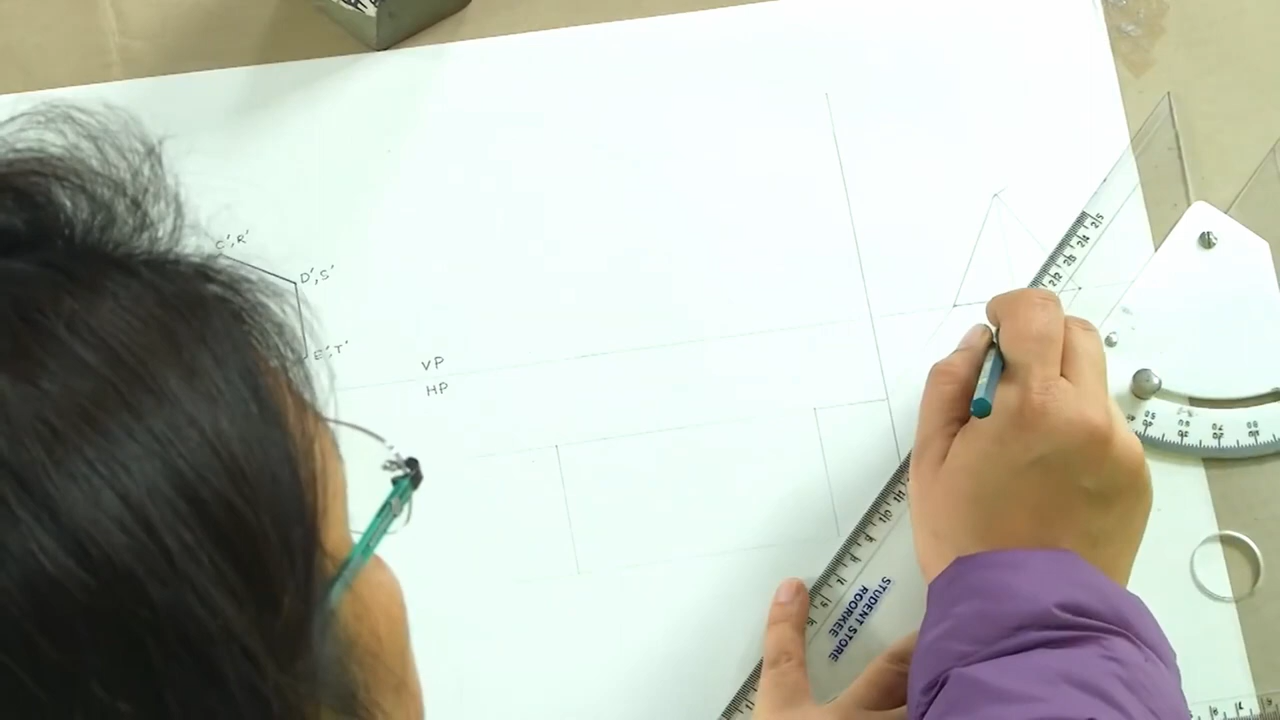 C',R'
D',S'
E',T'
VP
HP
STUDENT STORE
ROORKEE